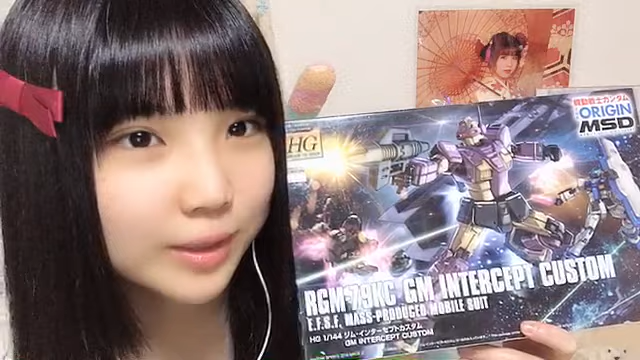 HG
機動戦士ガンダム
THE ORIGIN
MSD
RGM-79KC GM INTERCEPT CUSTOM
E.F.S.F. MASS-PRODUCED MOBILE SUIT
HG 1/144 ジム・インターセプトカスタム
GM INTERCEPT CUSTOM